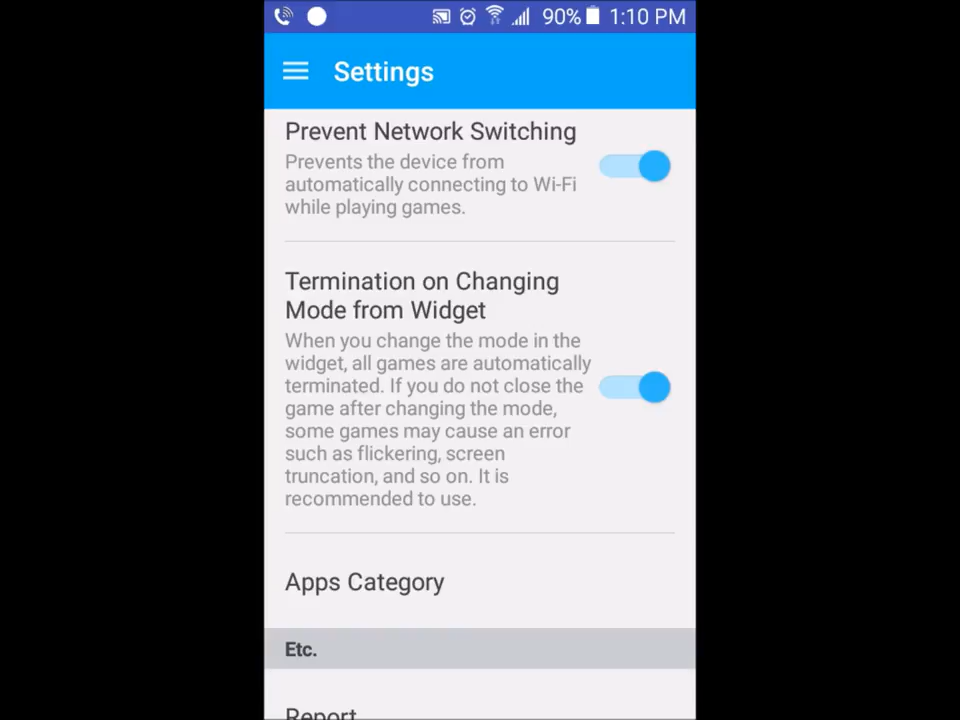 90% 1:10 PM
Settings
Prevent Network Switching
Prevents the device from
automatically connecting to Wi-Fi
while playing games.
Termination on Changing
Mode from Widget
When you change the mode in the
widget, all games are automatically
terminated. If you do not close the
game after changing the mode,
some games may cause an error
such as flickering, screen
truncation, and so on. It is
recommended to use.
Apps Category
Etc.
Report